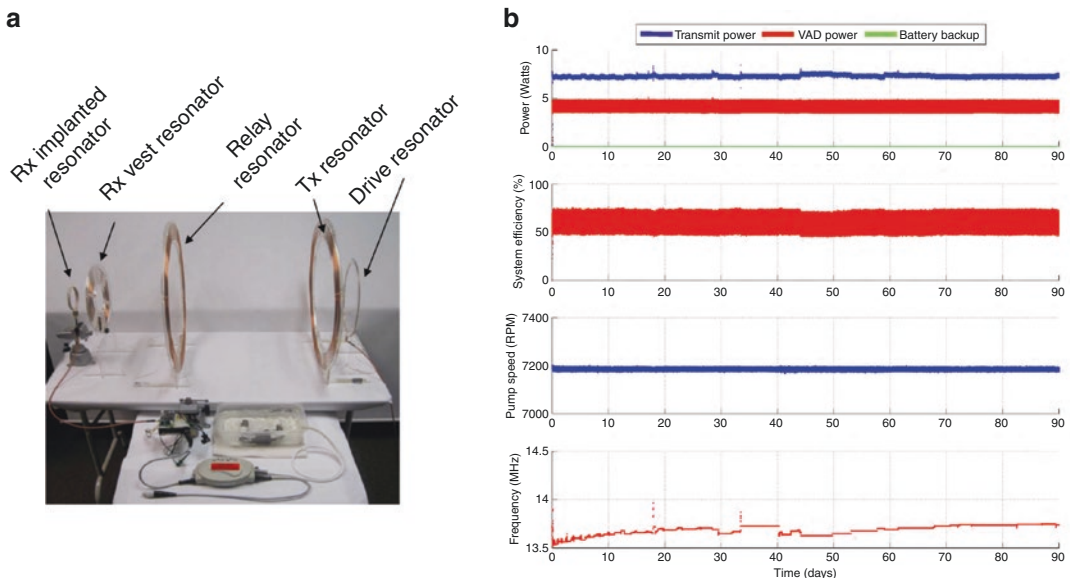 a
Rx implanted
resonator
Rx vest resonator
Relay
resonator
Tx resonator
Drive resonator
b
Transmit power VAD power Battery backup
Power (Watts)
10
5
0
0 10 20 30 40 50 60 70 80 90
System efficiency (%)
100
50
0
0 10 20 30 40 50 60 70 80 90
Pump speed (RPM)
7400
7200
7000
0 10 20 30 40 50 60 70 80 90
Frequency (MHz)
14.5
14
13.5
0 10 20 30 40 50 60 70 80 90
Time (days)